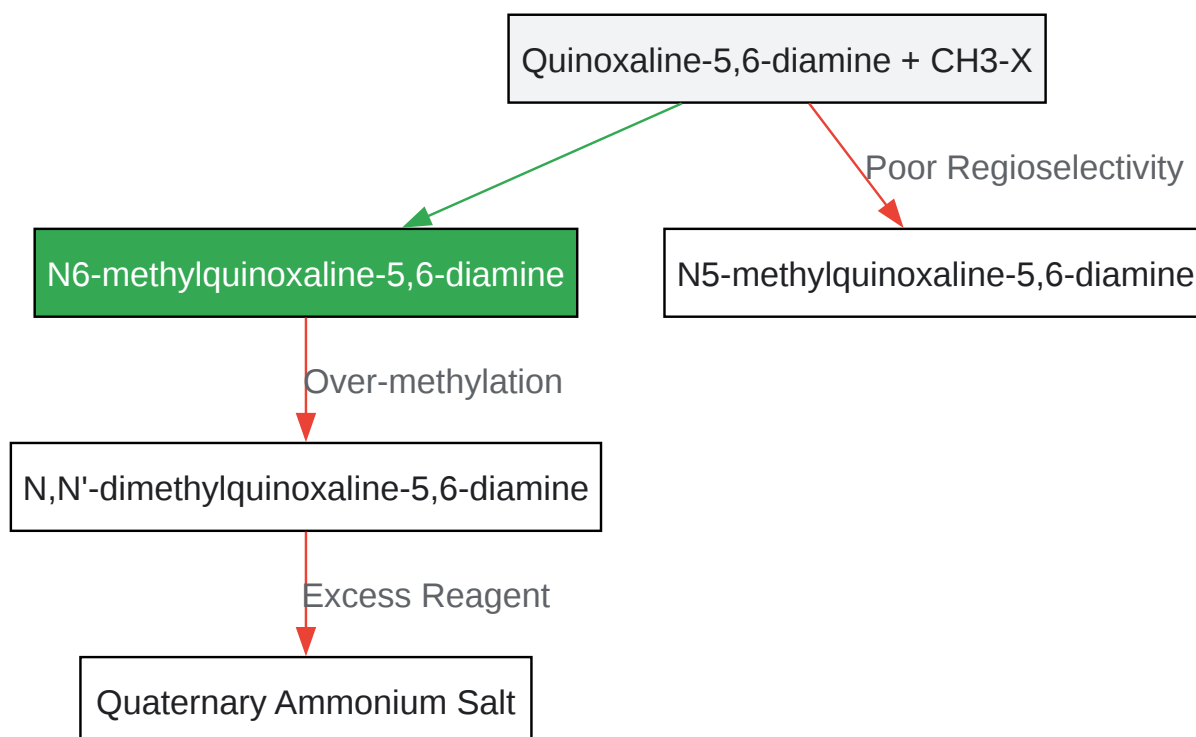 Quinoxaline-5,6-diamine + CH3-X
Poor Regioselectivity
N6-methylquinoxaline-5,6-diamine
N5-methylquinoxaline-5,6-diamine
Over-methylation
N,N'-dimethylquinoxaline-5,6-diamine
Excess Reagent
Quaternary Ammonium Salt